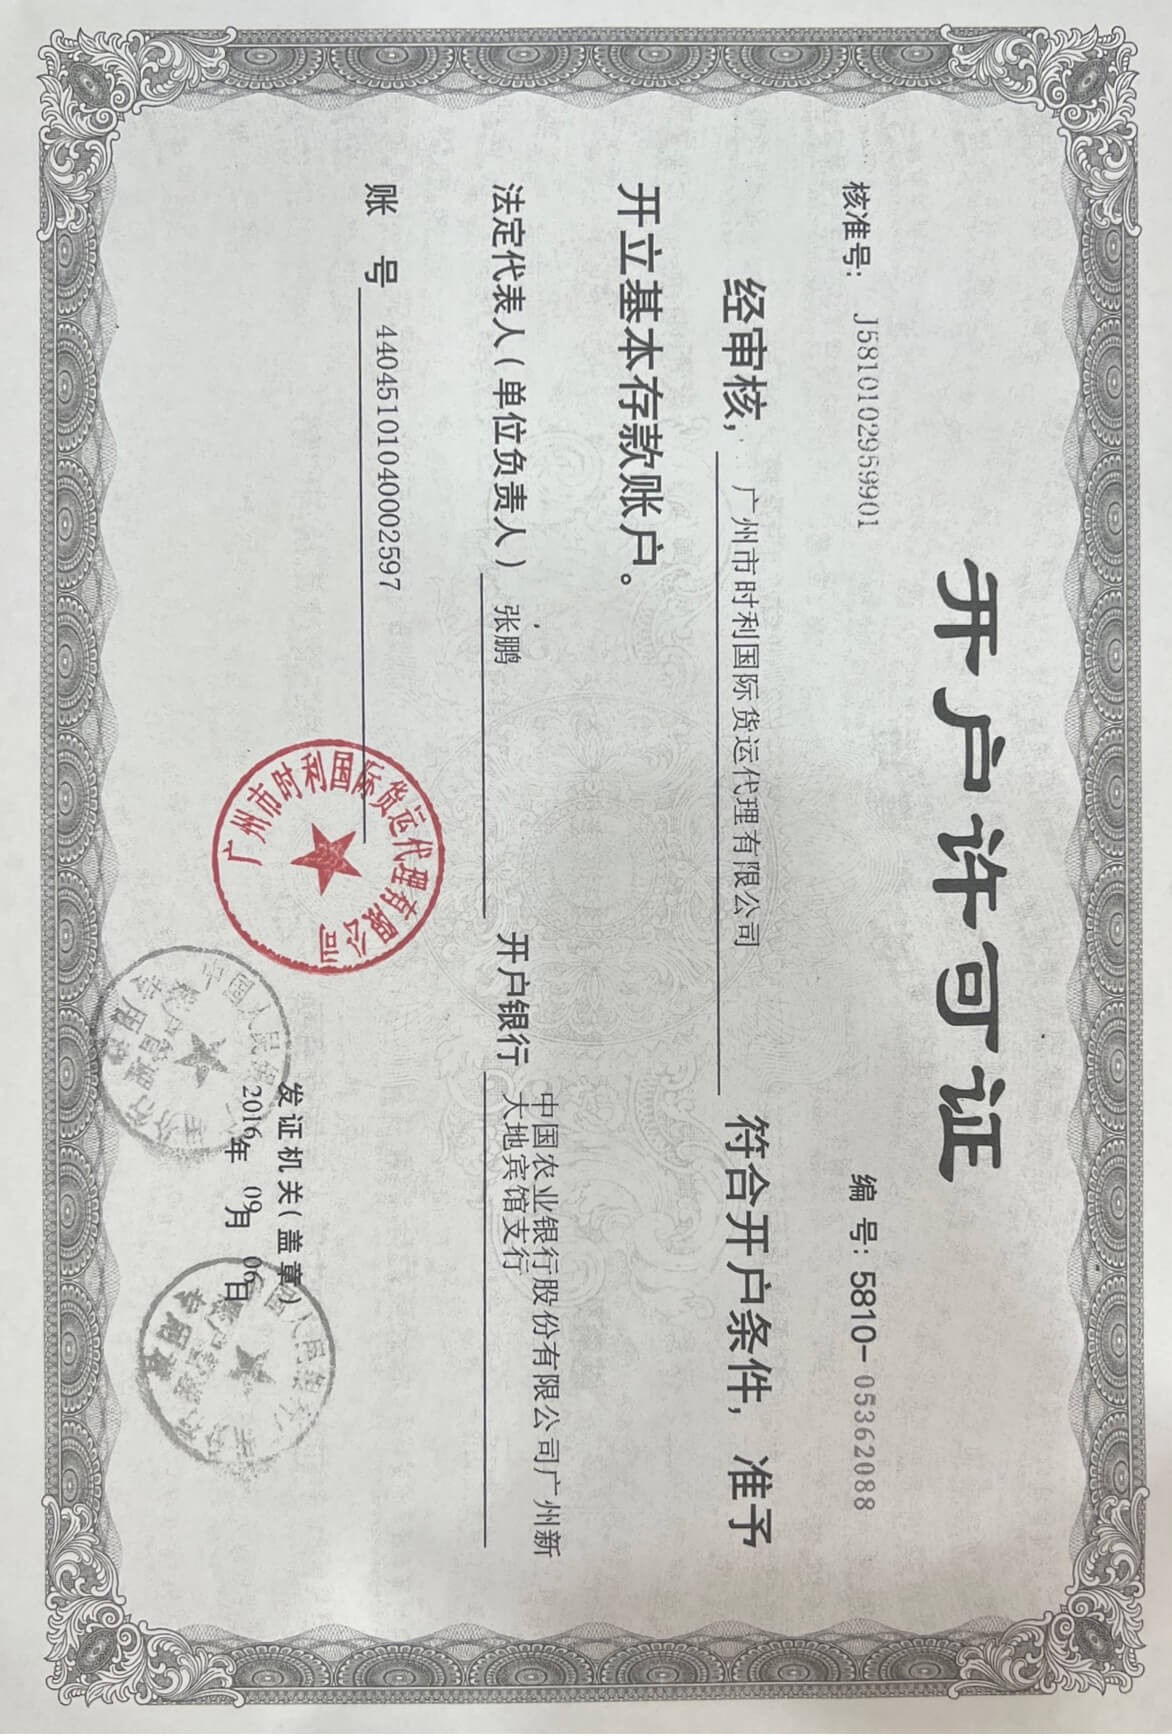 开户许可证
核准号： J5810102959901 编 号：5810-05362088
经审核， 广州市时利国际货运代理有限公司 符合开户条件， 准予
开立基本存款账户。
法定代表人（单位负责人） 张鹏 开户银行 中国农业银行股份有限公司广州新
大地宾馆支行
账 号 44045101040002597
广州市时利国际货运代理有限公司
发证机关（盖章）
2016年 09月 06日
中国人民银行